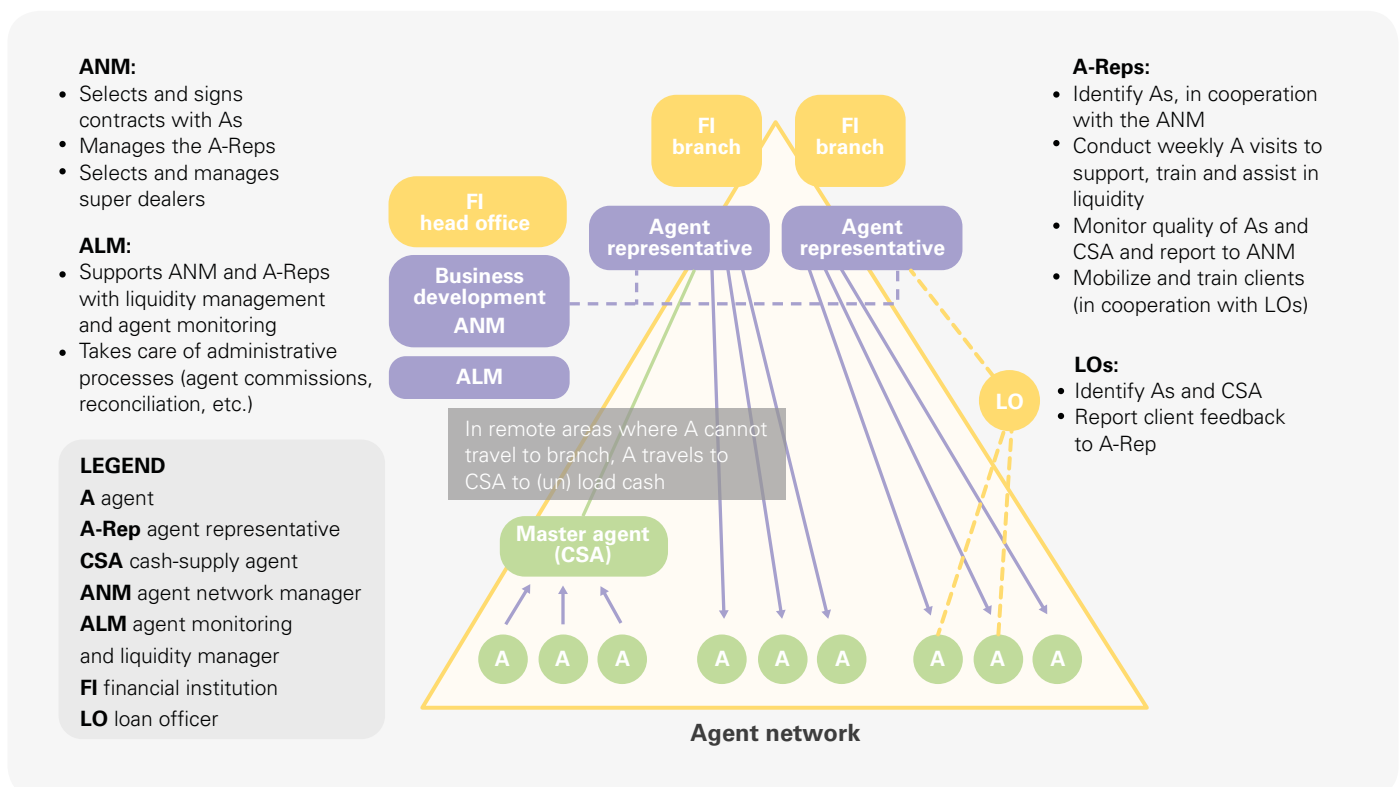 ANM:
• Selects and signs
contracts with As
• Manages the A-Reps
• Selects and manages
super dealers
ALM:
• Supports ANM and A-Reps
with liquidity management
and agent monitoring
• Takes care of administrative
processes (agent commissions,
reconciliation, etc.)
LEGEND
A agent
A-Rep agent representative
CSA cash-supply agent
ANM agent network manager
ALM agent monitoring
and liquidity manager
FI financial institution
LO loan officer
FI
branch
FI
branch
FI
head office
Agent
representative
Agent
representative
Business
development
ANM
ALM
LO
In remote areas where A cannot
travel to branch, A travels to
CSA to (un) load cash
Master agent
(CSA)
A
A
A
A
A
A
A
A
A
Agent network
A-Reps:
• Identify As, in cooperation
with the ANM
• Conduct weekly A visits to
support, train and assist in
liquidity
• Monitor quality of As and
CSA and report to ANM
• Mobilize and train clients
(in cooperation with LOs)
LOs:
• Identify As and CSA
• Report client feedback
to A-Rep